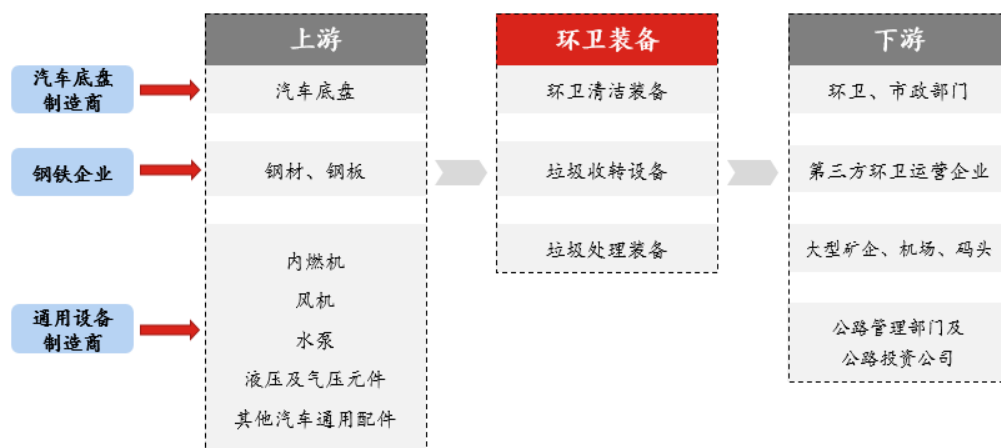 上游
环卫装备
下游
汽车底盘
制造商
汽车底盘
环卫清洁装备
环卫、市政部门
钢铁企业
钢材、钢板
垃圾收转设备
第三方环卫运营企业
垃圾处理装备
大型矿企、机场、码头
通用设备
制造商
内燃机
风机
水泵
液压及气压元件
其他汽车通用配件
公路管理部门及
公路投资公司